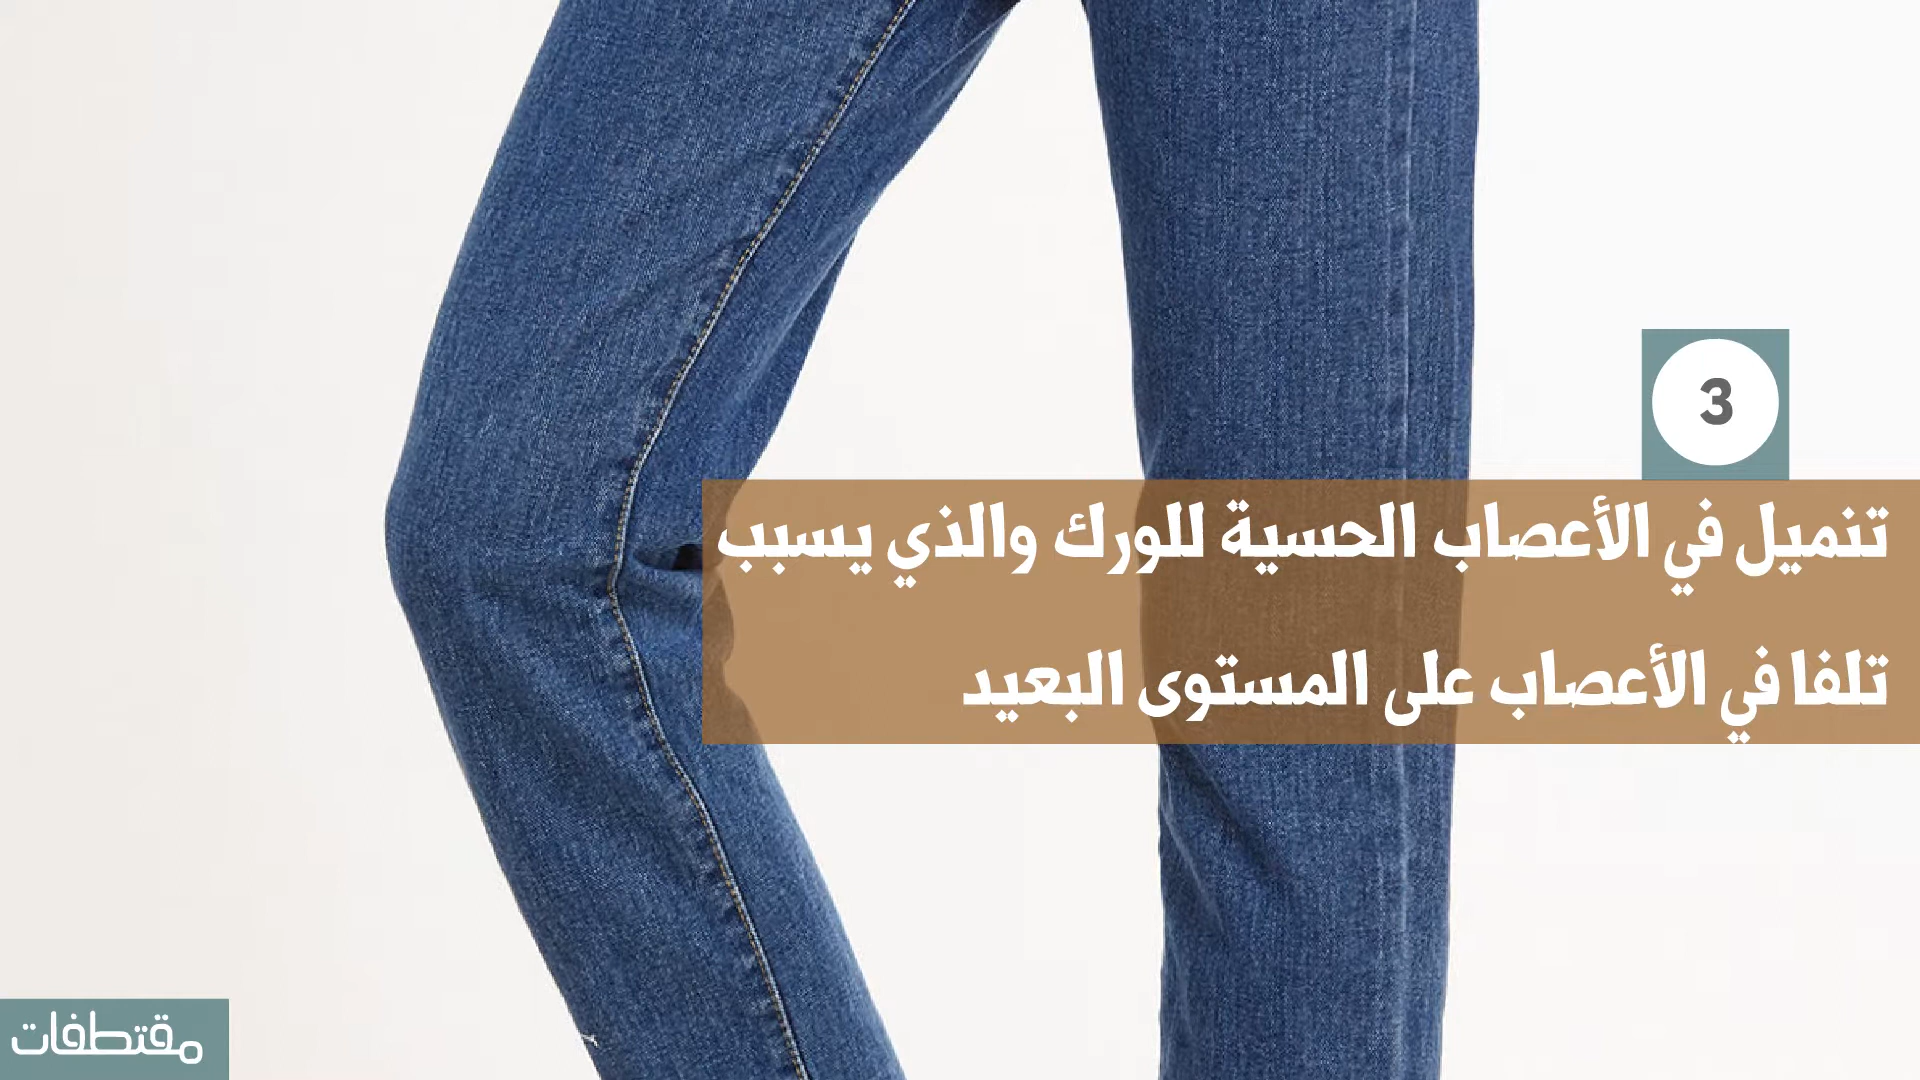 3
تنميل في الأعصاب الحسية للورك والذي يسبب
تلفا في الأعصاب على المستوى البعيد
مقتطفات